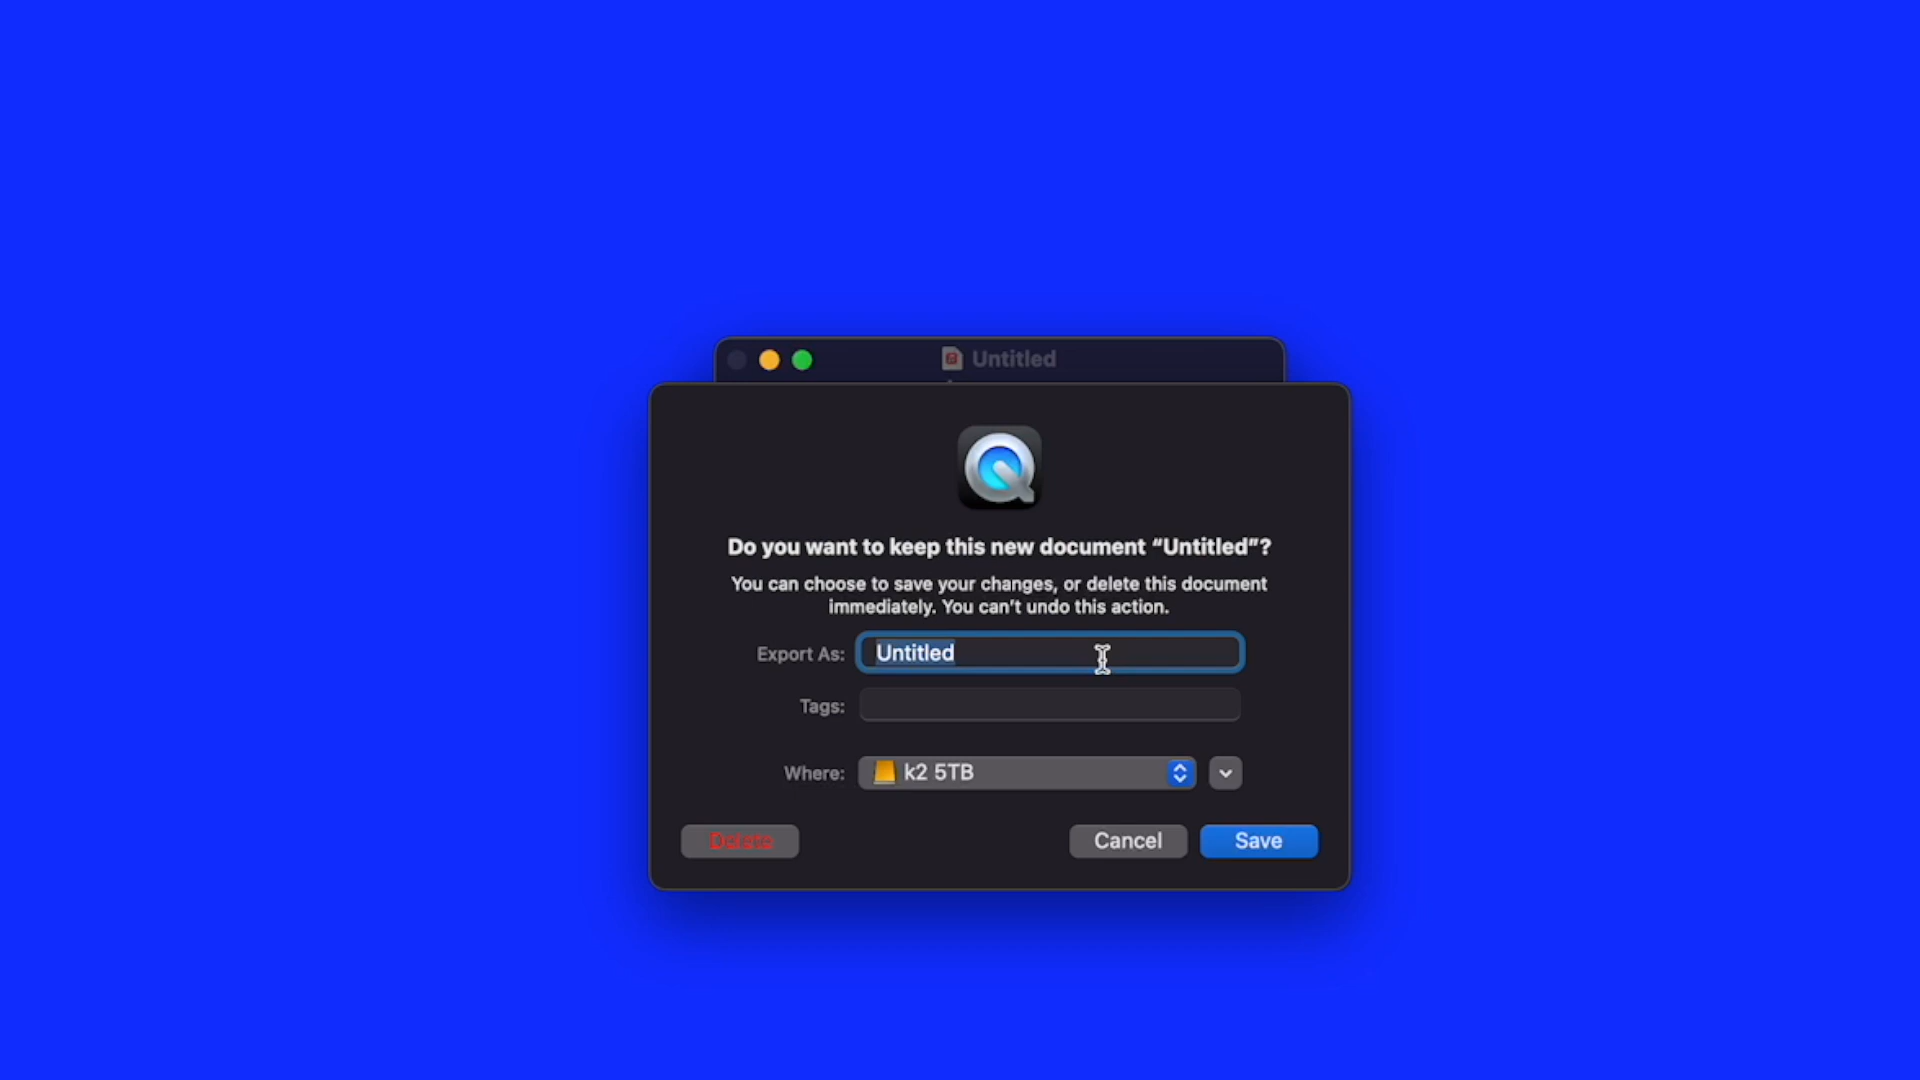 Untitled
Do you want to keep this new document “Untitled”?
You can choose to save your changes, or delete this document
immediately. You can’t undo this action.
Export As: Untitled
Tags:
Where: k2 5TB
Delete Cancel Save